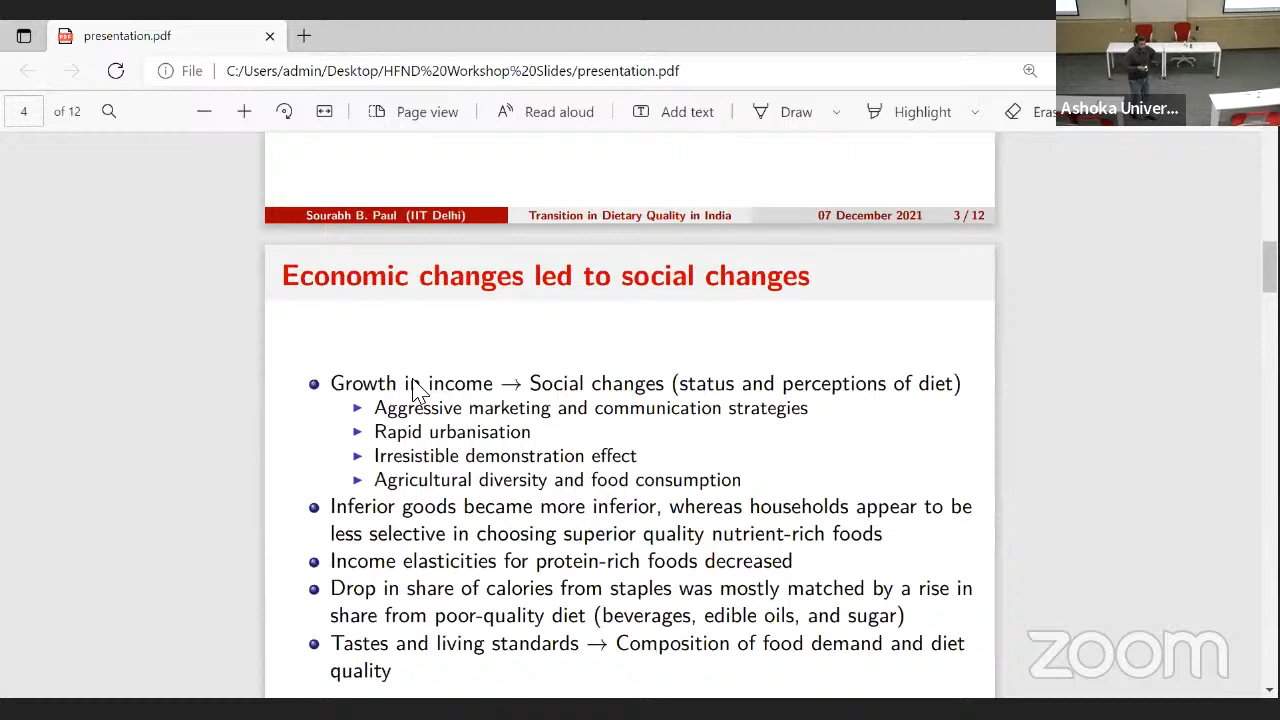 presentation.pdf
File C:/Users/admin/Desktop/HFND%20Workshop%20Slides/presentation.pdf
4 of 12 Page view Read aloud Add text Draw Highlight Eras
Ashoka Univer...
Sourabh B. Paul (IIT Delhi) Transition in Dietary Quality in India 07 December 2021 3 / 12
Economic changes led to social changes
Growth in income → Social changes (status and perceptions of diet)
Aggressive marketing and communication strategies
Rapid urbanisation
Irresistible demonstration effect
Agricultural diversity and food consumption
Inferior goods became more inferior, whereas households appear to be
less selective in choosing superior quality nutrient-rich foods
Income elasticities for protein-rich foods decreased
Drop in share of calories from staples was mostly matched by a rise in
share from poor-quality diet (beverages, edible oils, and sugar)
Tastes and living standards → Composition of food demand and diet
quality
zoom